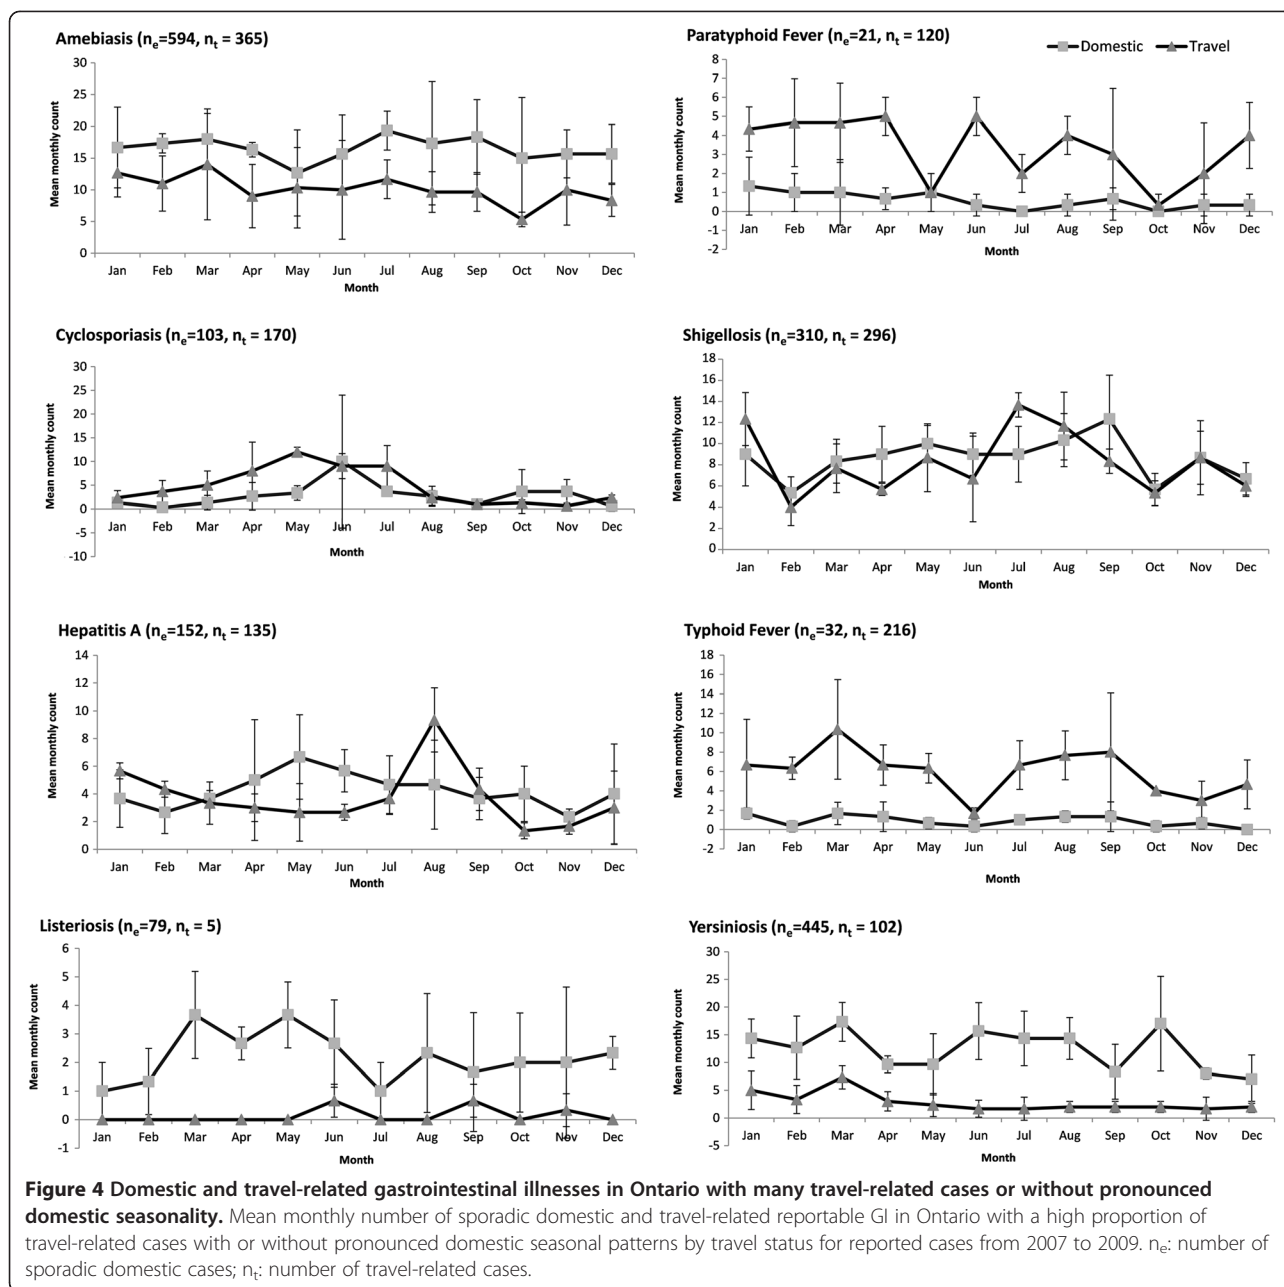 Amebiasis (ne=594, nt = 365)
Mean monthly count
30
25
20
15
10
5
0
Jan Feb Mar Apr May Jun Jul Aug Sep Oct Nov Dec
Month
Paratyphoid Fever (ne=21, nt = 120)
Domestic Travel
Mean monthly count
8
7
6
5
4
3
2
1
0
-1
-2
Jan Feb Mar Apr May Jun Jul Aug Sep Oct Nov Dec
Month
Cyclosporiasis (ne=103, nt = 170)
Mean monthly count
30
25
20
15
10
5
0
-5
-10
Jan Feb Mar Apr May Jun Jul Aug Sep Oct Nov Dec
Month
Shigellosis (ne=310, nt = 296)
Mean monthly count
18
16
14
12
10
8
6
4
2
0
Jan Feb Mar Apr May Jun Jul Aug Sep Oct Nov Dec
Month
Hepatitis A (ne=152, nt = 135)
Mean monthly count
14
12
10
8
6
4
2
0
Jan Feb Mar Apr May Jun Jul Aug Sep Oct Nov Dec
Month
Typhoid Fever (ne=32, nt = 216)
Mean monthly count
18
16
14
12
10
8
6
4
2
0
-2
Jan Feb Mar Apr May Jun Jul Aug Sep Oct Nov Dec
Month
Listeriosis (ne=79, nt = 5)
Mean monthly count
6
5
4
3
2
1
0
-1
Jan Feb Mar Apr May Jun Jul Aug Sep Oct Nov Dec
Month
Yersiniosis (ne=445, nt = 102)
Mean monthly count
30
25
20
15
10
5
0
-5
Jan Feb Mar Apr May Jun Jul Aug Sep Oct Nov Dec
Month
Figure 4 Domestic and travel-related gastrointestinal illnesses in Ontario with many travel-related cases or without pronounced
domestic seasonality. Mean monthly number of sporadic domestic and travel-related reportable GI in Ontario with a high proportion of
travel-related cases with or without pronounced domestic seasonal patterns by travel status for reported cases from 2007 to 2009. ne: number of
sporadic domestic cases; nt: number of travel-related cases.